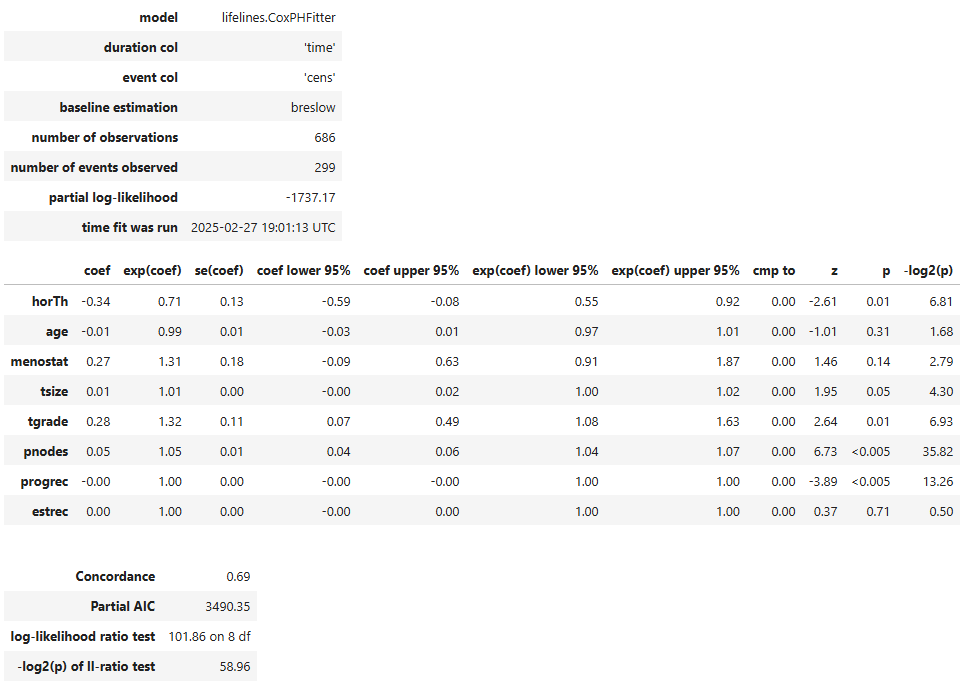 model lifelines.CoxPHFitter
duration col 'time'
event col 'cens'
baseline estimation breslow
number of observations 686
number of events observed 299
partial log-likelihood -1737.17
time fit was run 2025-02-27 19:01:13 UTC
coef exp(coef) se(coef) coef lower 95% coef upper 95% exp(coef) lower 95% exp(coef) upper 95% cmp to z p -log2(p)
horTh -0.34 0.71 0.13 -0.59 -0.08 0.55 0.92 0.00 -2.61 0.01 6.81
age -0.01 0.99 0.01 -0.03 0.01 0.97 1.01 0.00 -1.01 0.31 1.68
menostat 0.27 1.31 0.18 -0.09 0.63 0.91 1.87 0.00 1.46 0.14 2.79
tsize 0.01 1.01 0.00 -0.00 0.02 1.00 1.02 0.00 1.95 0.05 4.30
tgrade 0.28 1.32 0.11 0.07 0.49 1.08 1.63 0.00 2.64 0.01 6.93
pnodes 0.05 1.05 0.01 0.04 0.06 1.04 1.07 0.00 6.73 <0.005 35.82
progrec -0.00 1.00 0.00 -0.00 -0.00 1.00 1.00 0.00 -3.89 <0.005 13.26
estrec 0.00 1.00 0.00 -0.00 0.00 1.00 1.00 0.00 0.37 0.71 0.50
Concordance 0.69
Partial AIC 3490.35
log-likelihood ratio test 101.86 on 8 df
-log2(p) of ll-ratio test 58.96